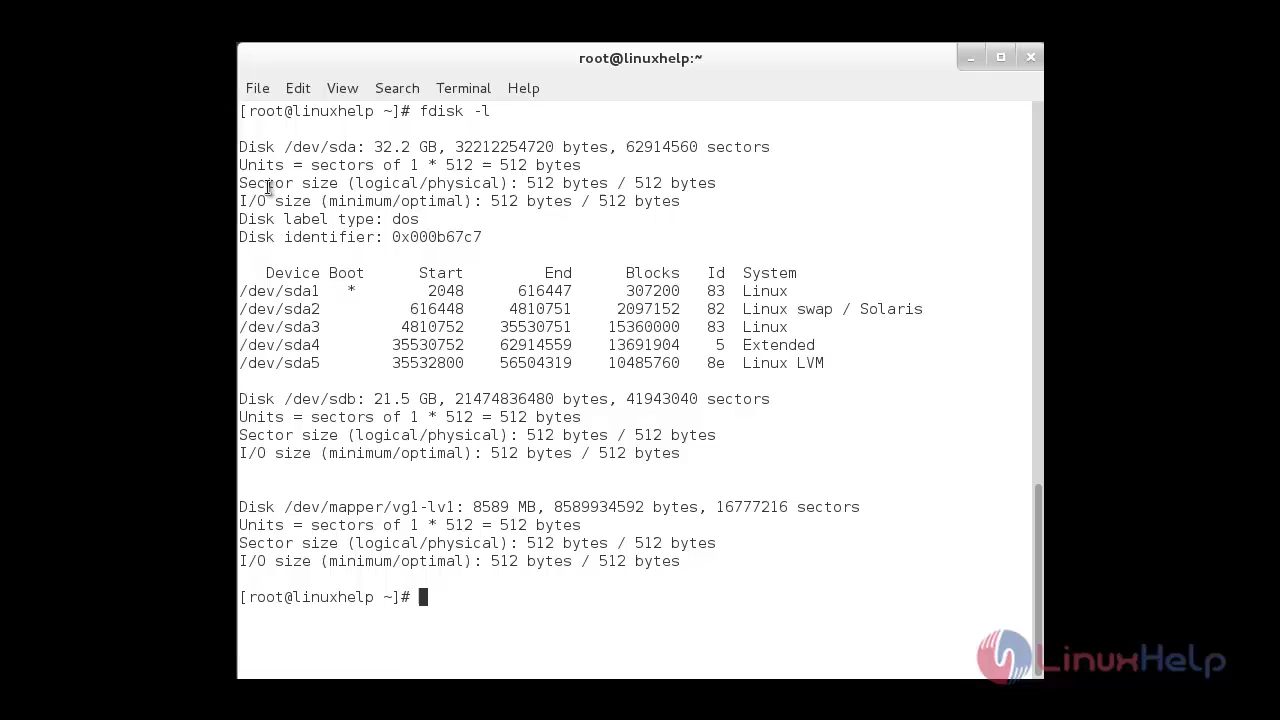 root@linuxhelp:~
File Edit View Search Terminal Help
[root@linuxhelp ~]# fdisk -l
Disk /dev/sda: 32.2 GB, 32212254720 bytes, 62914560 sectors
Units = sectors of 1 * 512 = 512 bytes
Sector size (logical/physical): 512 bytes / 512 bytes
I/O size (minimum/optimal): 512 bytes / 512 bytes
Disk label type: dos
Disk identifier: 0x000b67c7
Device Boot Start End Blocks Id System
/dev/sda1 * 2048 616447 307200 83 Linux
/dev/sda2 616448 4810751 2097152 82 Linux swap / Solaris
/dev/sda3 4810752 35530751 15360000 83 Linux
/dev/sda4 35530752 62914559 13691904 5 Extended
/dev/sda5 35532800 56504319 10485760 8e Linux LVM
Disk /dev/sdb: 21.5 GB, 21474836480 bytes, 41943040 sectors
Units = sectors of 1 * 512 = 512 bytes
Sector size (logical/physical): 512 bytes / 512 bytes
I/O size (minimum/optimal): 512 bytes / 512 bytes
Disk /dev/mapper/vg1-lv1: 8589 MB, 8589934592 bytes, 16777216 sectors
Units = sectors of 1 * 512 = 512 bytes
Sector size (logical/physical): 512 bytes / 512 bytes
I/O size (minimum/optimal): 512 bytes / 512 bytes
[root@linuxhelp ~]#
LinuxHelp